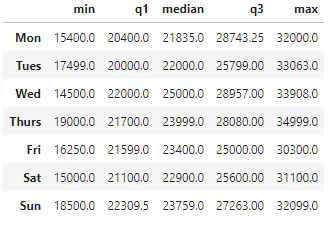 min q1 median q3 max
Mon 15400.0 20400.0 21835.0 28743.25 32000.0
Tues 17499.0 20000.0 22000.0 25799.00 33063.0
Wed 14500.0 22000.0 25000.0 28957.00 33908.0
Thurs 19000.0 21700.0 23999.0 28080.00 34999.0
Fri 16250.0 21599.0 23400.0 25000.00 30300.0
Sat 15000.0 21100.0 22900.0 25600.00 31100.0
Sun 18500.0 22309.5 23759.0 27263.00 32099.0